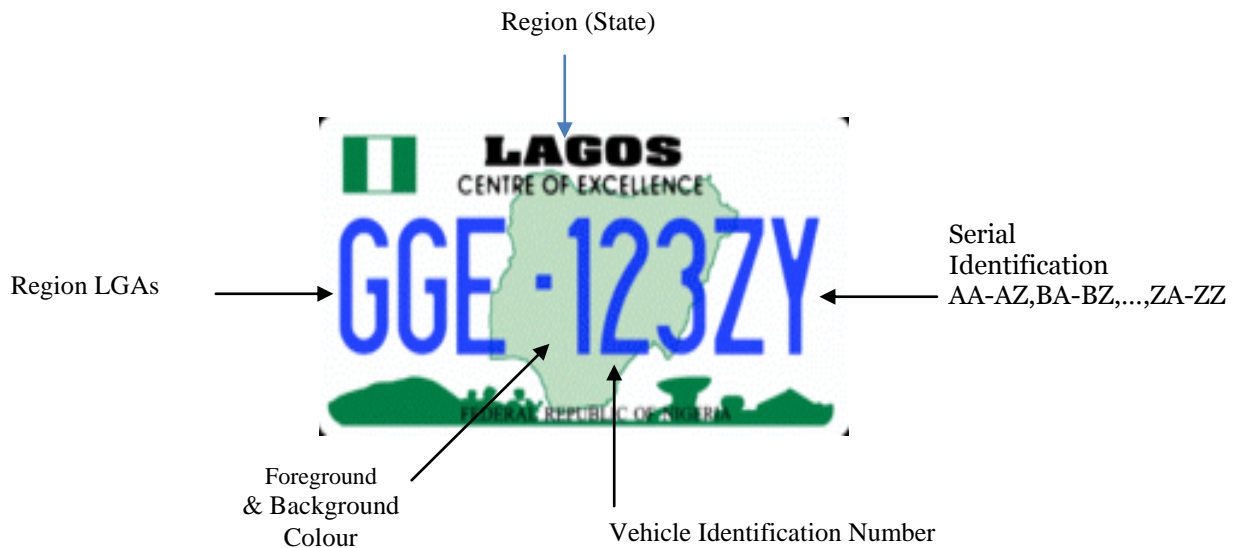 Region (State)
LAGOS
CENTRE OF EXCELLENCE
GGE - 123ZY
Region LGAs
Serial
Identification
AA-AZ,BA-BZ,...,ZA-ZZ
FEDERAL REPUBLIC OF NIGERIA
Foreground
& Background
Colour
Vehicle Identification Number